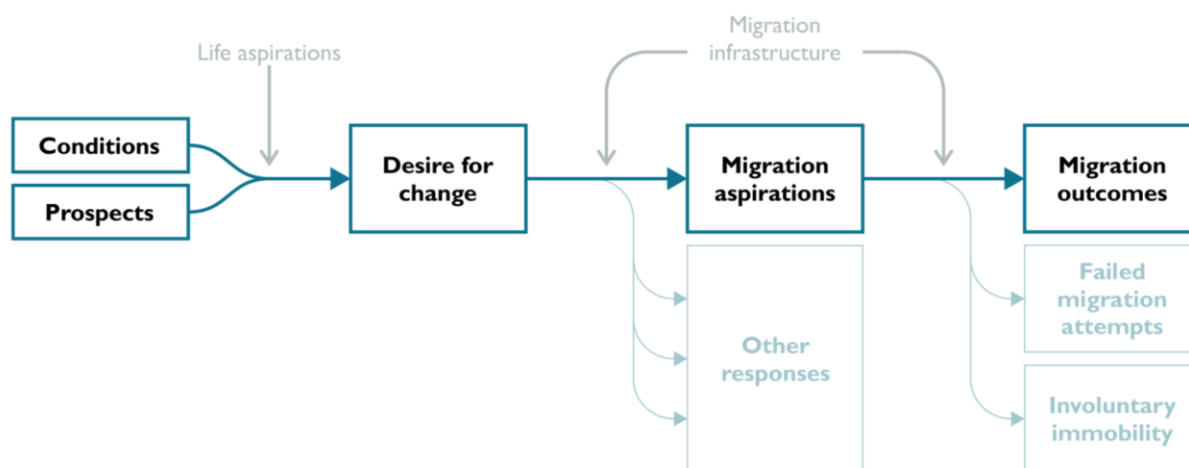 Life aspirations
Migration
infrastructure
Conditions
Prospects
Desire for
change
Migration
aspirations
Migration
outcomes
Other
responses
Failed
migration
attempts
Involuntary
immobility